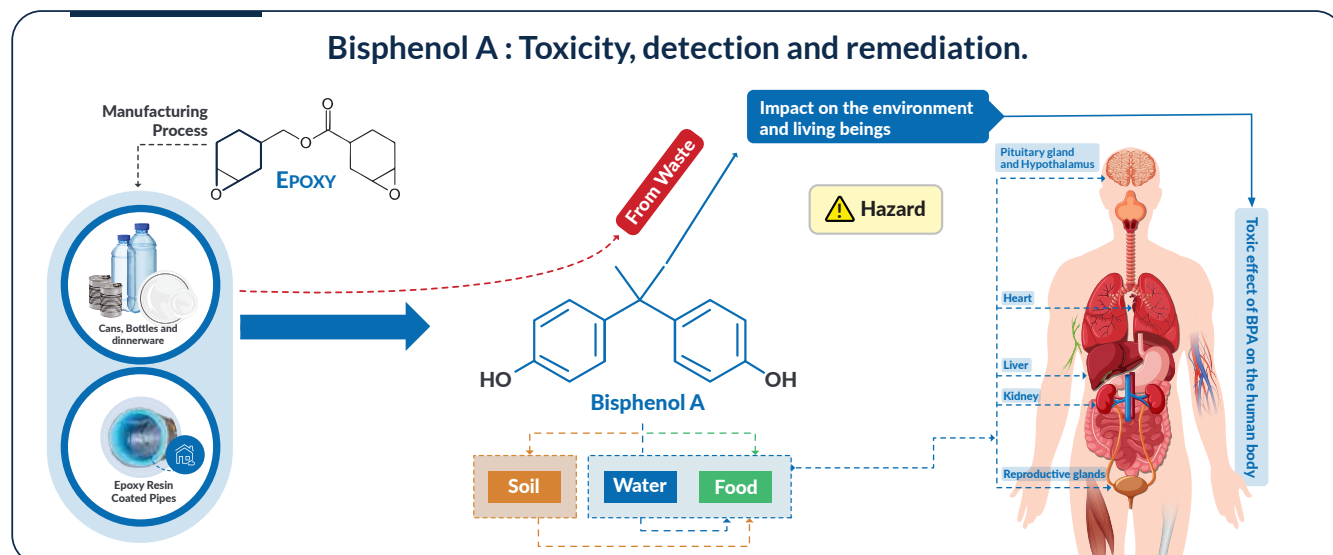 Bisphenol A : Toxicity, detection and remediation.
Manufacturing
Process
O
O
O
O
EPOXY
From Waste
Impact on the environment
and living beings
Hazard
Cans, Bottles and
dinnerware
Epoxy Resin
Coated Pipes
HO
OH
Bisphenol A
Soil
Water
Food
Pituitary gland
and Hypothalamus
Heart
Liver
Kidney
Reproductive glands
Toxic effect of BPA on the human body